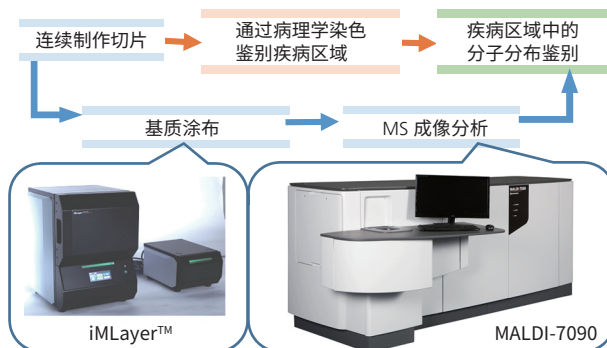 连续制作切片
通过病理学染色
鉴别疾病区域
疾病区域中的
分子分布鉴别
基质涂布
MS 成像分析
iMLayer™
MALDI-7090
MALDI-7090